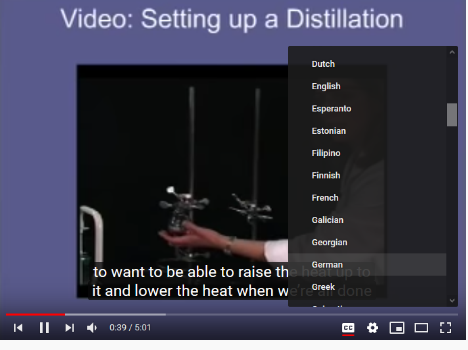 Video: Setting up a Distillation
Dutch
English
Esperanto
Estonian
Filipino
Finnish
French
Galician
Georgian
German
Greek
to want to be able to raise the heat up to
it and lower the heat when we're all done
0:39 / 5:01
CC